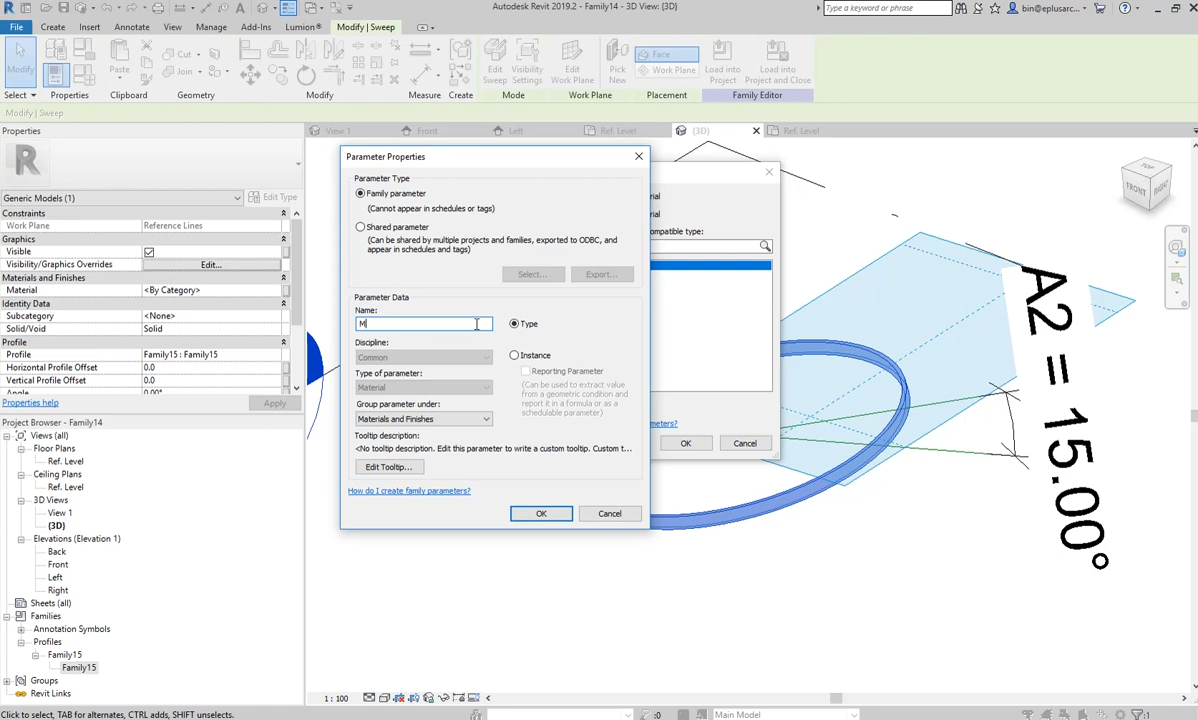 Autodesk Revit 2019.2 - Family14 - 3D View: {3D}
Type a keyword or phrase
bin@eplusarc...
File Create Insert Annotate View Manage Add-Ins Lumion® Modify | Sweep
Modify
Paste
Cut
Join
Edit Sweep
Visibility Settings
Edit Work Plane
Pick New
Face
Work Plane
Load into Project
Load into Project and Close
Select Properties Clipboard Geometry Modify Measure Create Mode Work Plane Placement Family Editor
Modify | Sweep
Properties
View 1 Front Left Ref. Level {3D} Ref. Level
R
Generic Models (1)
Edit Type
Constraints
Work Plane Reference Lines
Graphics
Visible
Visibility/Graphics Overrides Edit...
Materials and Finishes
Material <By Category>
Identity Data
Subcategory <None>
Solid/Void Solid
Profile
Profile Family15 : Family15
Horizontal Profile Offset 0.0
Vertical Profile Offset 0.0
Angle 0.00°
Properties help
Apply
Project Browser - Family14
Views (all)
Floor Plans
Ref. Level
Ceiling Plans
Ref. Level
3D Views
View 1
{3D}
Elevations (Elevation 1)
Back
Front
Left
Right
Sheets (all)
Families
Annotation Symbols
Profiles
Family15
Family15
Groups
Revit Links
Parameter Properties
Parameter Type
Family parameter
(Cannot appear in schedules or tags)
Shared parameter
(Can be shared by multiple projects and families, exported to ODBC, and
appear in schedules and tags)
Select... Export...
Parameter Data
Name:
M
Type
Discipline:
Common
Instance
Reporting Parameter
Type of parameter:
Material
(Can be used to extract value
from a geometric condition and
report it in a formula or as a
schedulable parameter)
Group parameter under:
Materials and Finishes
Tooltip description:
<No tooltip description. Edit this parameter to write a custom tooltip. Custom t...
Edit Tooltip...
How do I create family parameters?
OK Cancel
rial
rial
ompatible type:
meters?
OK Cancel
A2 = 15.00°
TOP
FRONT
RIGHT
1 : 100
Click to select, TAB for alternates, CTRL adds, SHIFT unselects.
:0
Main Model
:1